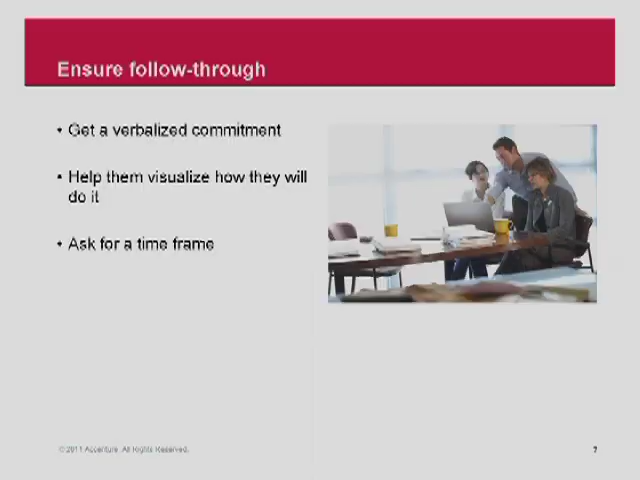 Ensure follow-through
• Get a verbalized commitment
• Help them visualize how they will
do it
• Ask for a time frame
© 2011 Accenture. All Rights Reserved.
7